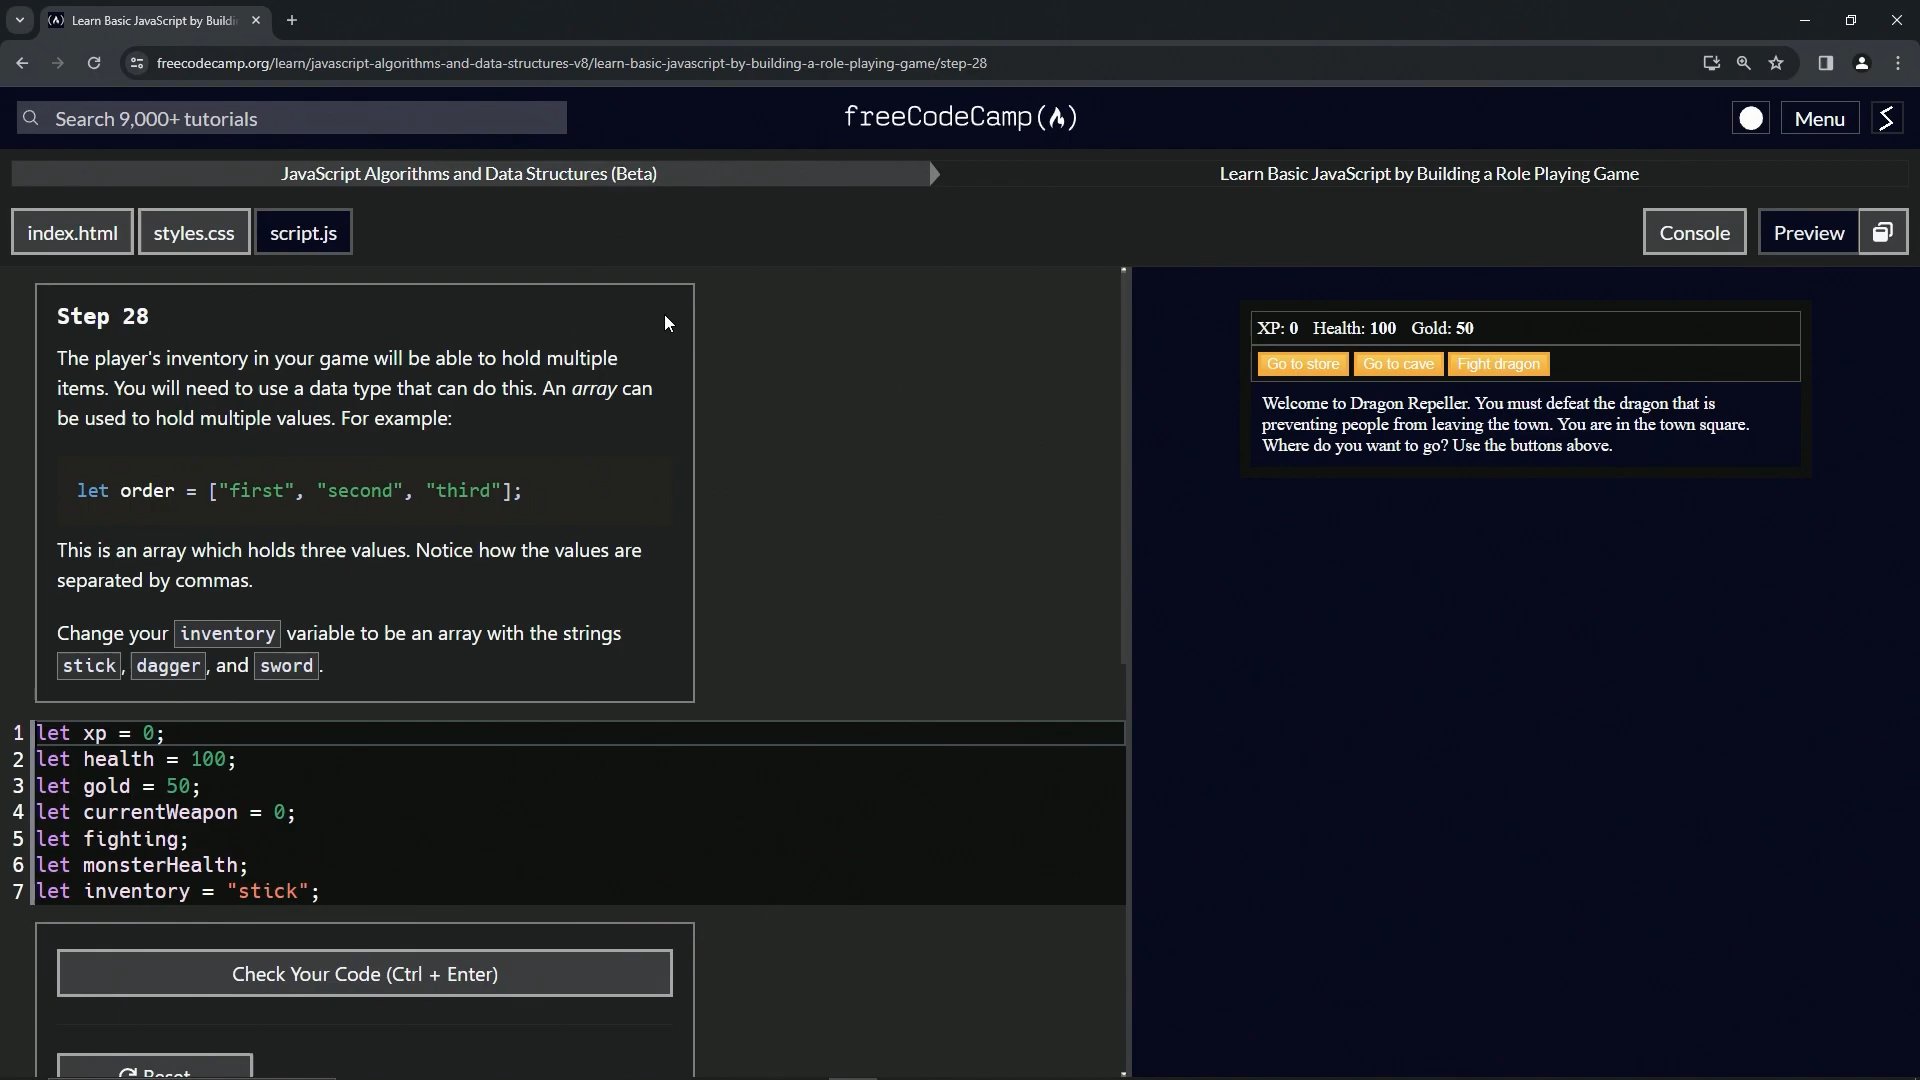 Learn Basic JavaScript by Buildi
freecodecamp.org/learn/javascript-algorithms-and-data-structures-v8/learn-basic-javascript-by-building-a-role-playing-game/step-28
Search 9,000+ tutorials
freeCodeCamp(🔥)
Menu
JavaScript Algorithms and Data Structures (Beta)
Learn Basic JavaScript by Building a Role Playing Game
index.html
styles.css
script.js
Console
Preview
Step 28
The player's inventory in your game will be able to hold multiple
items. You will need to use a data type that can do this. An array can
be used to hold multiple values. For example:
let order = ["first", "second", "third"];
This is an array which holds three values. Notice how the values are
separated by commas.
Change your inventory variable to be an array with the strings
stick, dagger, and sword.
1 let xp = 0;
2 let health = 100;
3 let gold = 50;
4 let currentWeapon = 0;
5 let fighting;
6 let monsterHealth;
7 let inventory = "stick";
Check Your Code (Ctrl + Enter)
Reset
XP: 0 Health: 100 Gold: 50
Go to store
Go to cave
Fight dragon
Welcome to Dragon Repeller. You must defeat the dragon that is
preventing people from leaving the town. You are in the town square.
Where do you want to go? Use the buttons above.